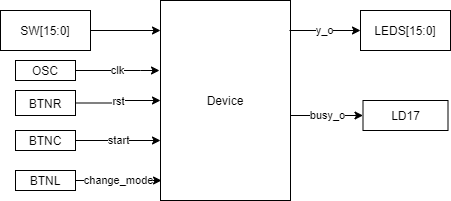 SW[15:0]
y_o
LEDS[15:0]
OSC
clk
BTNR
rst
Device
busy_o
LD17
BTNC
start
BTNL
change_mode